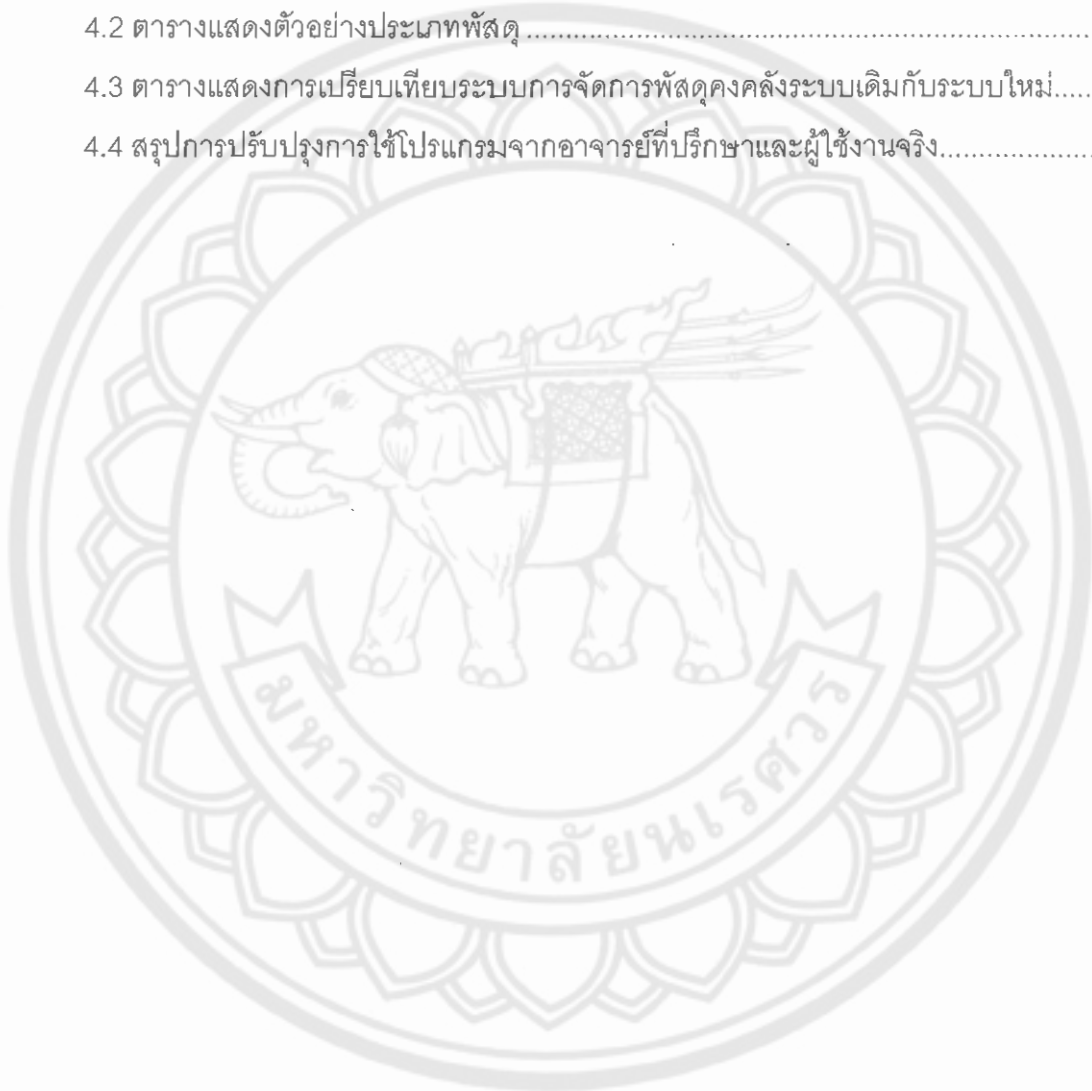 4.2 ตารางแสดงตัวอย่างประเภทพัสดุ ........................................................................
4.3 ตารางแสดงการเปรียบเทียบระบบการจัดการพัสดุคงคลังระบบเดิมกับระบบใหม่......
4.4 สรุปการปรับปรุงการใช้โปรแกรมจากอาจารย์ที่ปรึกษาและผู้ใช้งานจริง....................
มหาวิทยาลัยนเรศวร